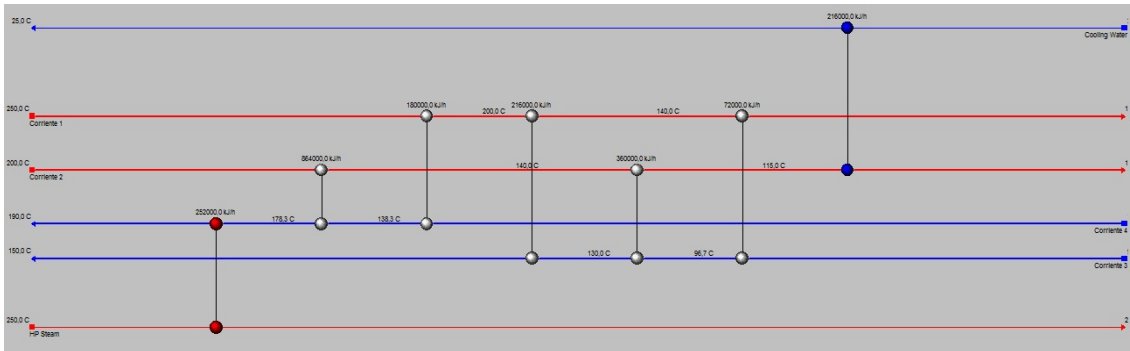 216000,0 kJ/h
25,0 C
Cooling Water
250,0 C
180000,0 kJ/h
200,0 C
216000,0 kJ/h
140,0 C
72000,0 kJ/h
1
Corriente 1
864000,0 kJ/h
360000,0 kJ/h
200,0 C
140,0 C
115,0 C
1
Corriente 2
252000,0 kJ/h
190,0 C
178,3 C
138,3 C
Corriente 4
150,0 C
130,0 C
96,7 C
Corriente 3
250,0 C
2
HP Steam